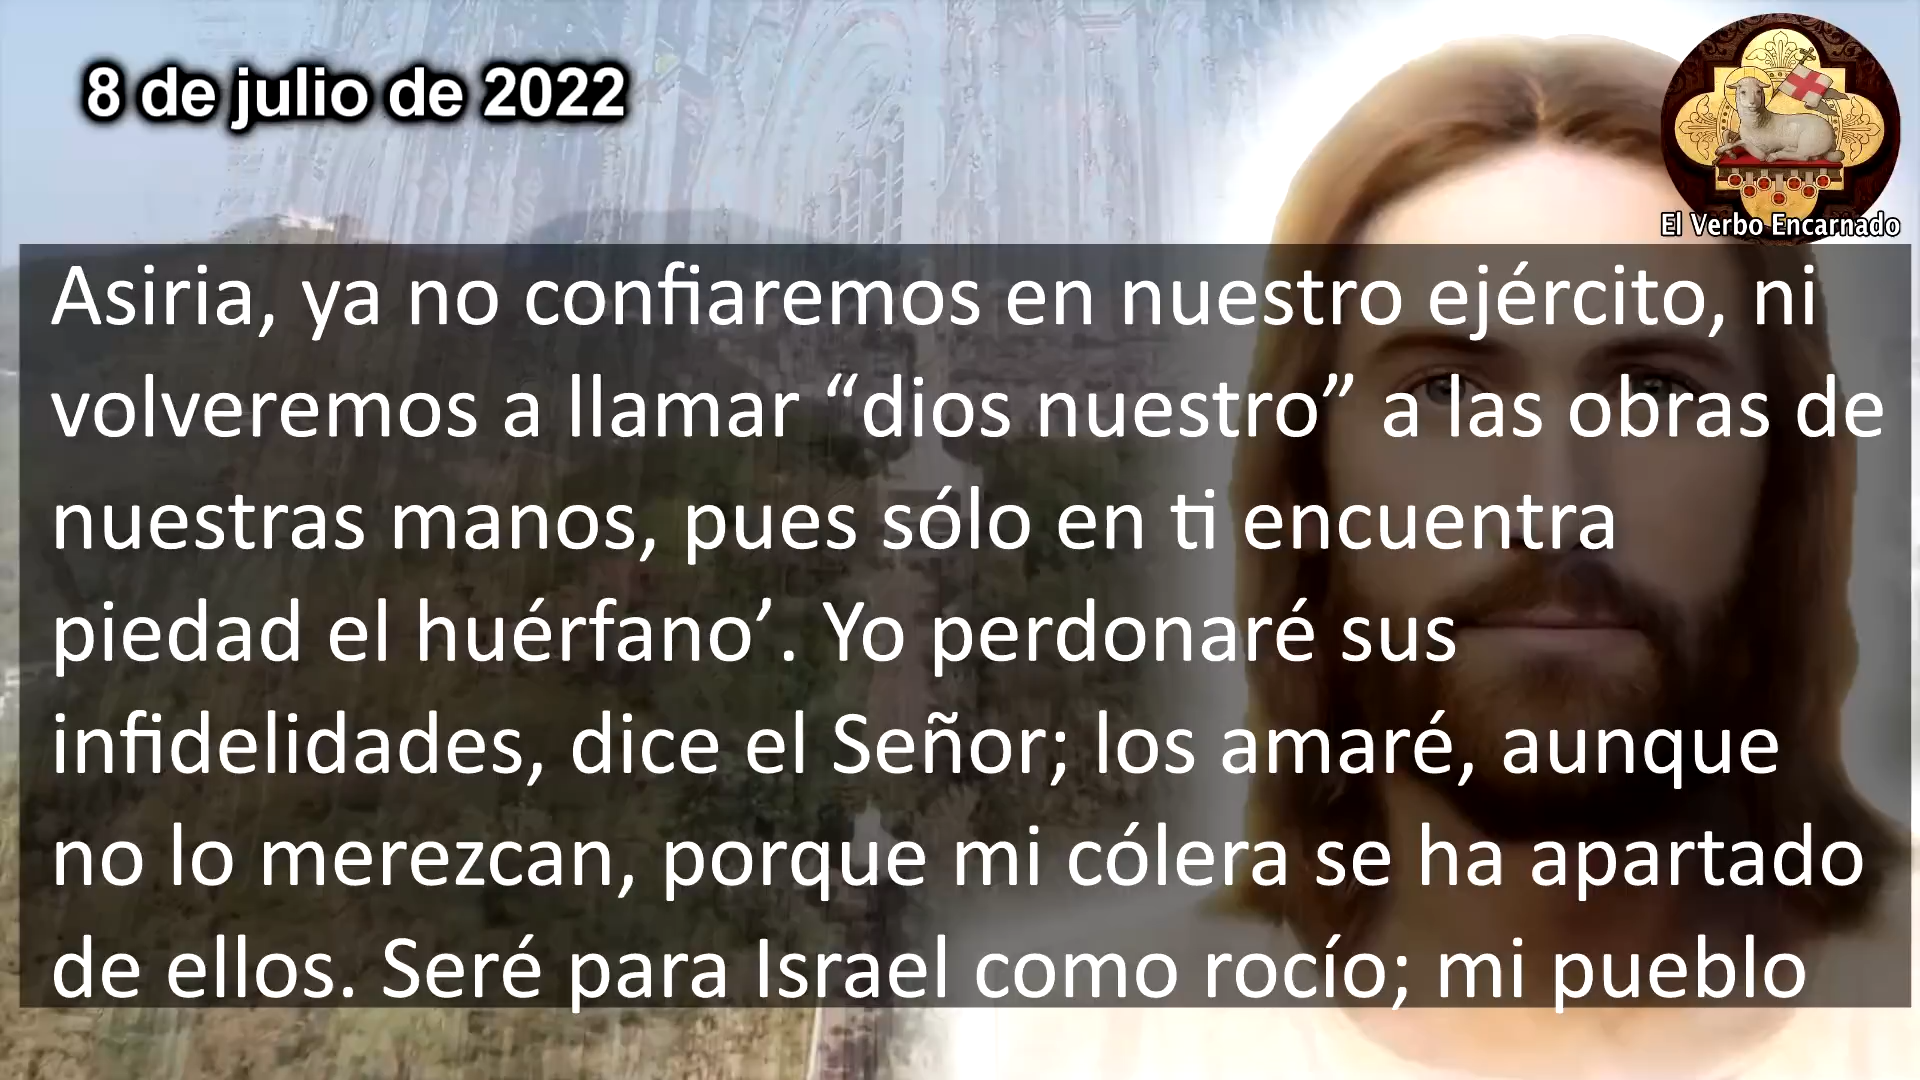 8 de julio de 2022
El Verbo Encarnado
Asiria, ya no confiaremos en nuestro ejército, ni
volveremos a llamar “dios nuestro” a las obras de
nuestras manos, pues sólo en ti encuentra
piedad el huérfano’. Yo perdonaré sus
infidelidades, dice el Señor; los amaré, aunque
no lo merezcan, porque mi cólera se ha apartado
de ellos. Seré para Israel como rocío; mi pueblo